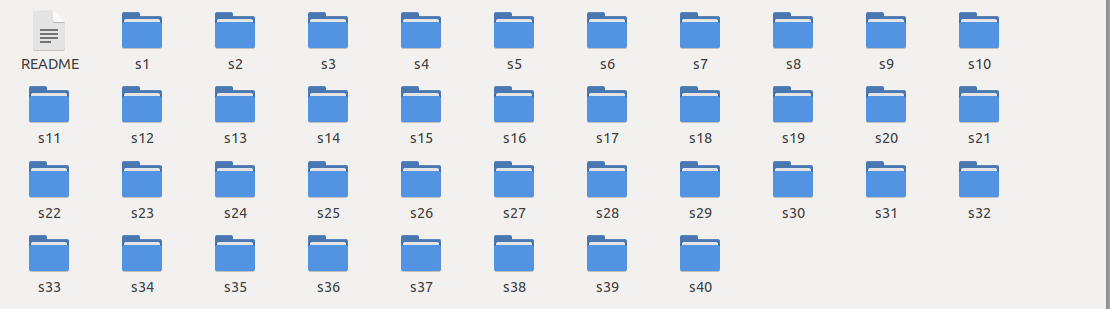 README s1 s2 s3 s4 s5 s6 s7 s8 s9 s10
s11 s12 s13 s14 s15 s16 s17 s18 s19 s20 s21
s22 s23 s24 s25 s26 s27 s28 s29 s30 s31 s32
s33 s34 s35 s36 s37 s38 s39 s40